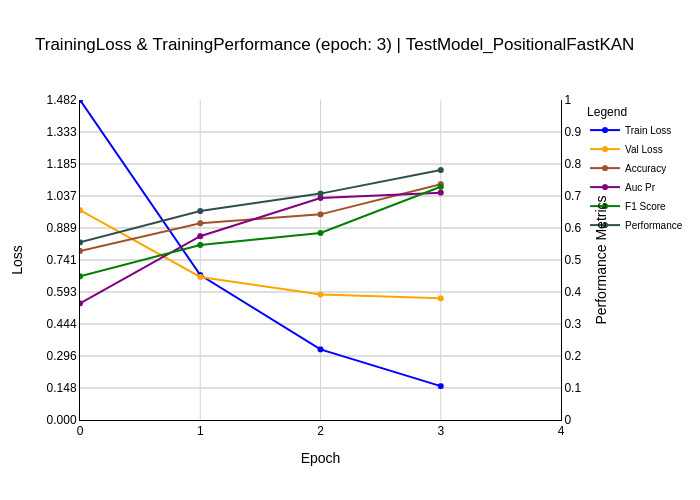 TrainingLoss & TrainingPerformance (epoch: 3) | TestModel_PositionalFastKAN
Legend
Train Loss
Val Loss
Accuracy
Auc Pr
F1 Score
Performance
Loss
1.482
1.333
1.185
1.037
0.889
0.741
0.593
0.444
0.296
0.148
0.000
1
0.9
0.8
0.7
0.6
0.5
0.4
0.3
0.2
0.1
0
Performance Metrics
0 1 2 3 4
Epoch